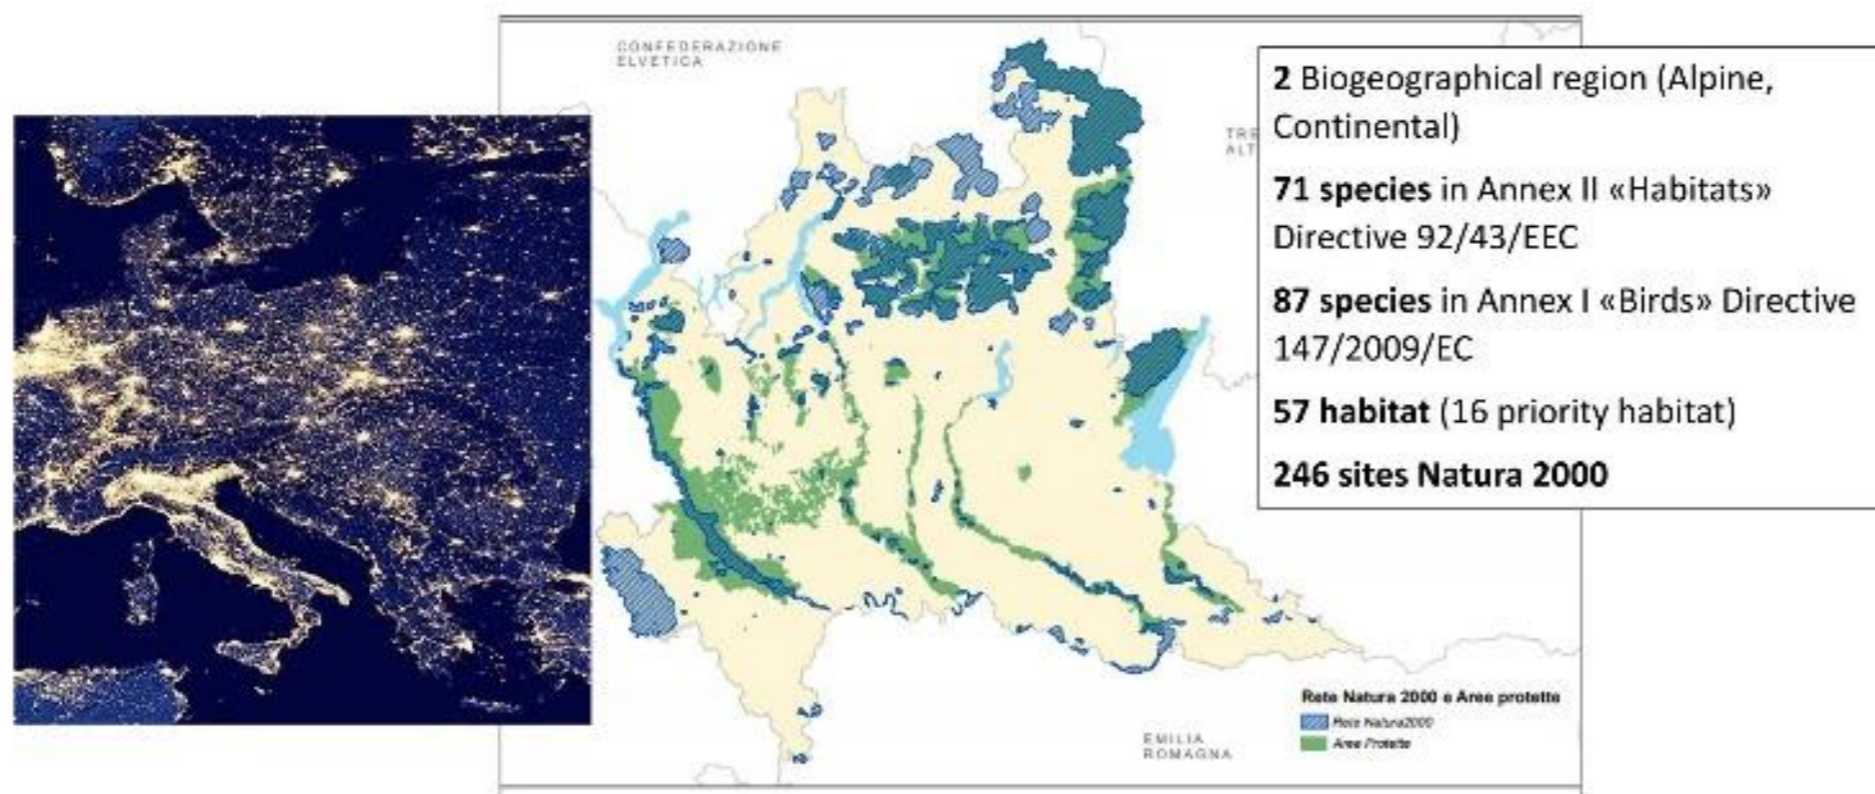 CONFEDERAZIONE
ELVETICA
TRE
ALT
2 Biogeographical region (Alpine,
Continental)
71 species in Annex II «Habitats»
Directive 92/43/EEC
87 species in Annex I «Birds» Directive
147/2009/EC
57 habitat (16 priority habitat)
246 sites Natura 2000
Rete Natura 2000 e Aree protette
Rete Natura2000
Aree Protette
EMILIA
ROMAGNA